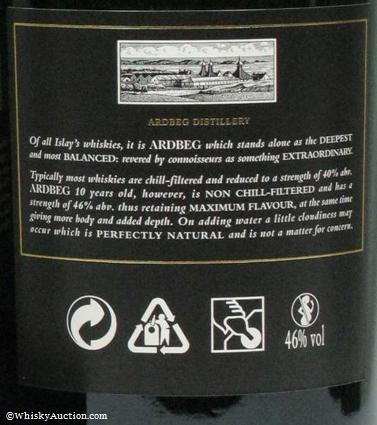 ARDBEG DISTILLERY
Of all Islay's whiskies, it is ARDBEG which stands alone as the DEEPEST
and most BALANCED: revered by connoisseurs as something EXTRAORDINARY.
Typically most whiskies are chill-filtered and reduced to a strength of 40% abv.
ARDBEG 10 years old, however, is NON CHILL-FILTERED and has a
strength of 46% abv. thus retaining MAXIMUM FLAVOUR, at the same time
giving more body and added depth. On adding water a little cloudiness may
occur which is PERFECTLY NATURAL and is not a matter for concern.
46% vol
©WhiskyAuction.com